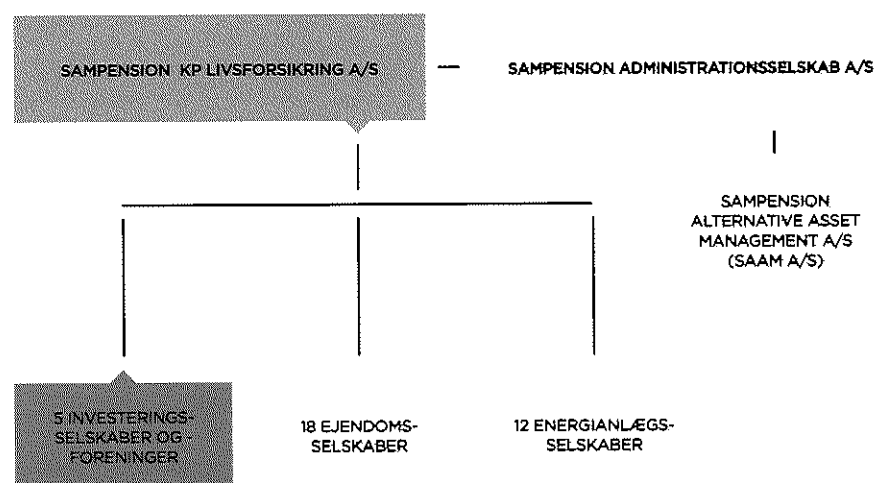 SAMPENSION KP LIVSFORSIKRING A/S
SAMPENSION ADMINISTRATIONSSELSKAB A/S
SAMPENSION
ALTERNATIVE ASSET
MANAGEMENT A/S
(SAAM A/S)
5 INVESTERINGS-
SELSKABER OG -
FORENINGER
18 EJENDOMS-
SELSKABER
12 ENERGIANLÆGS-
SELSKABER